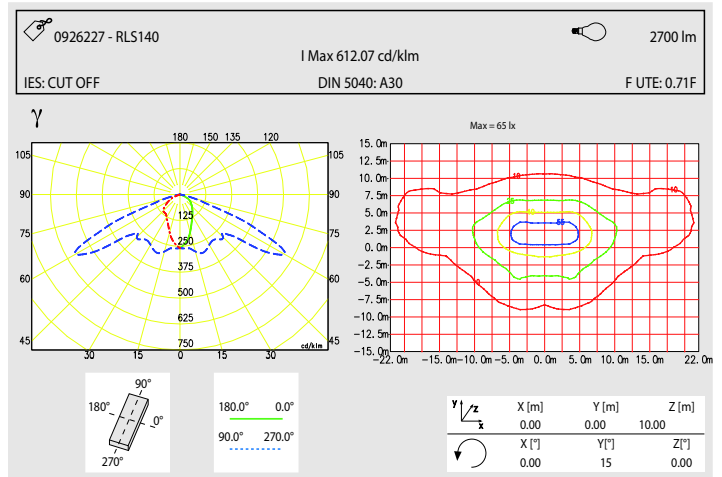 0926227 - RLS140
2700 lm
I Max 612.07 cd/klm
IES: CUT OFF
DIN 5040: A30
F UTE: 0.71F
γ
180 150 135 120
105 105
90 90
75 75
60 60
45 45
125
250
375
500
625
750
cd/klm
30 15 0 15 30
Max = 65 lx
15.0m
12.5m
10.0m
7.5m
5.0m
2.5m
0.0m
-2.5m
-5.0m
-7.5m
-10.0m
-12.5m
-15.0m
-22.0m -15.0m -10.0m -5.0m 0.0m 5.0m 10.0m 15.0m 22.0m
10
10
90°
180°
0°
270°
180.0° 0.0°
90.0° 270.0°
Y Z X
X [m] Y [m] Z [m]
0.00 0.00 10.00
X [°] Y[°] Z[°]
0.00 15 0.00